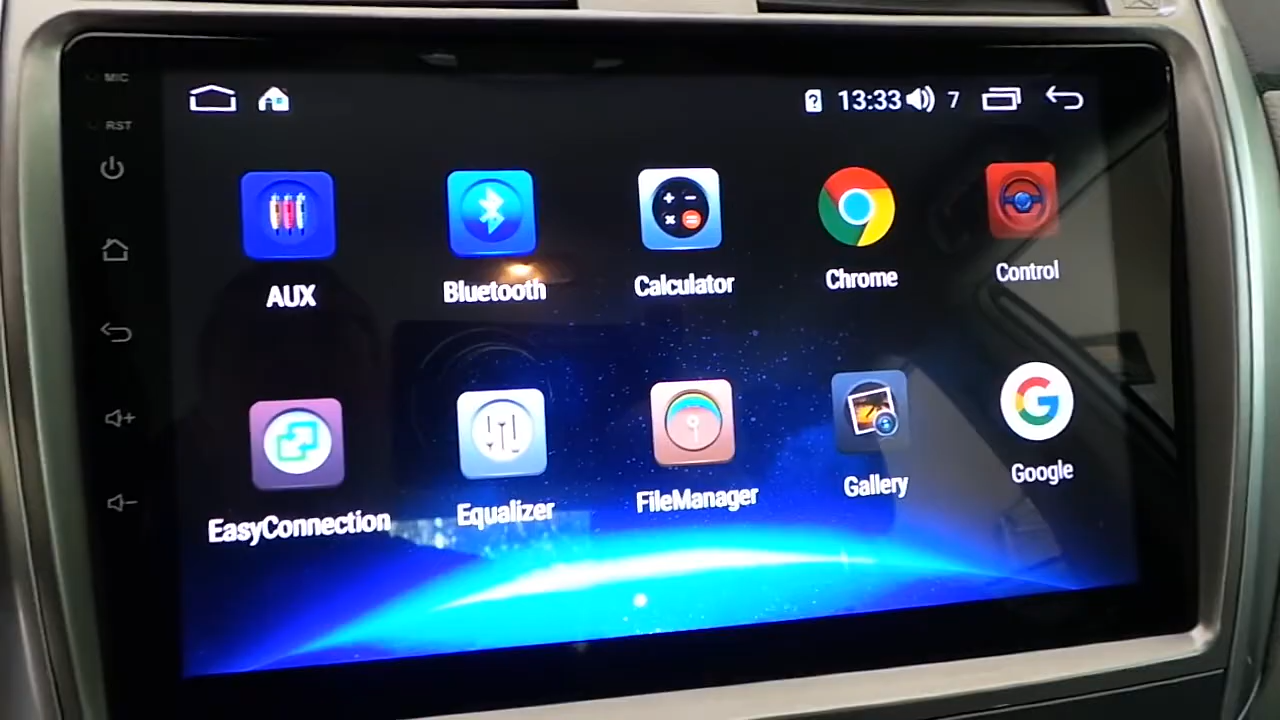 MIC
13:33 7
RST
AUX Bluetooth Calculator Chrome Control
EasyConnection Equalizer FileManager Gallery Google